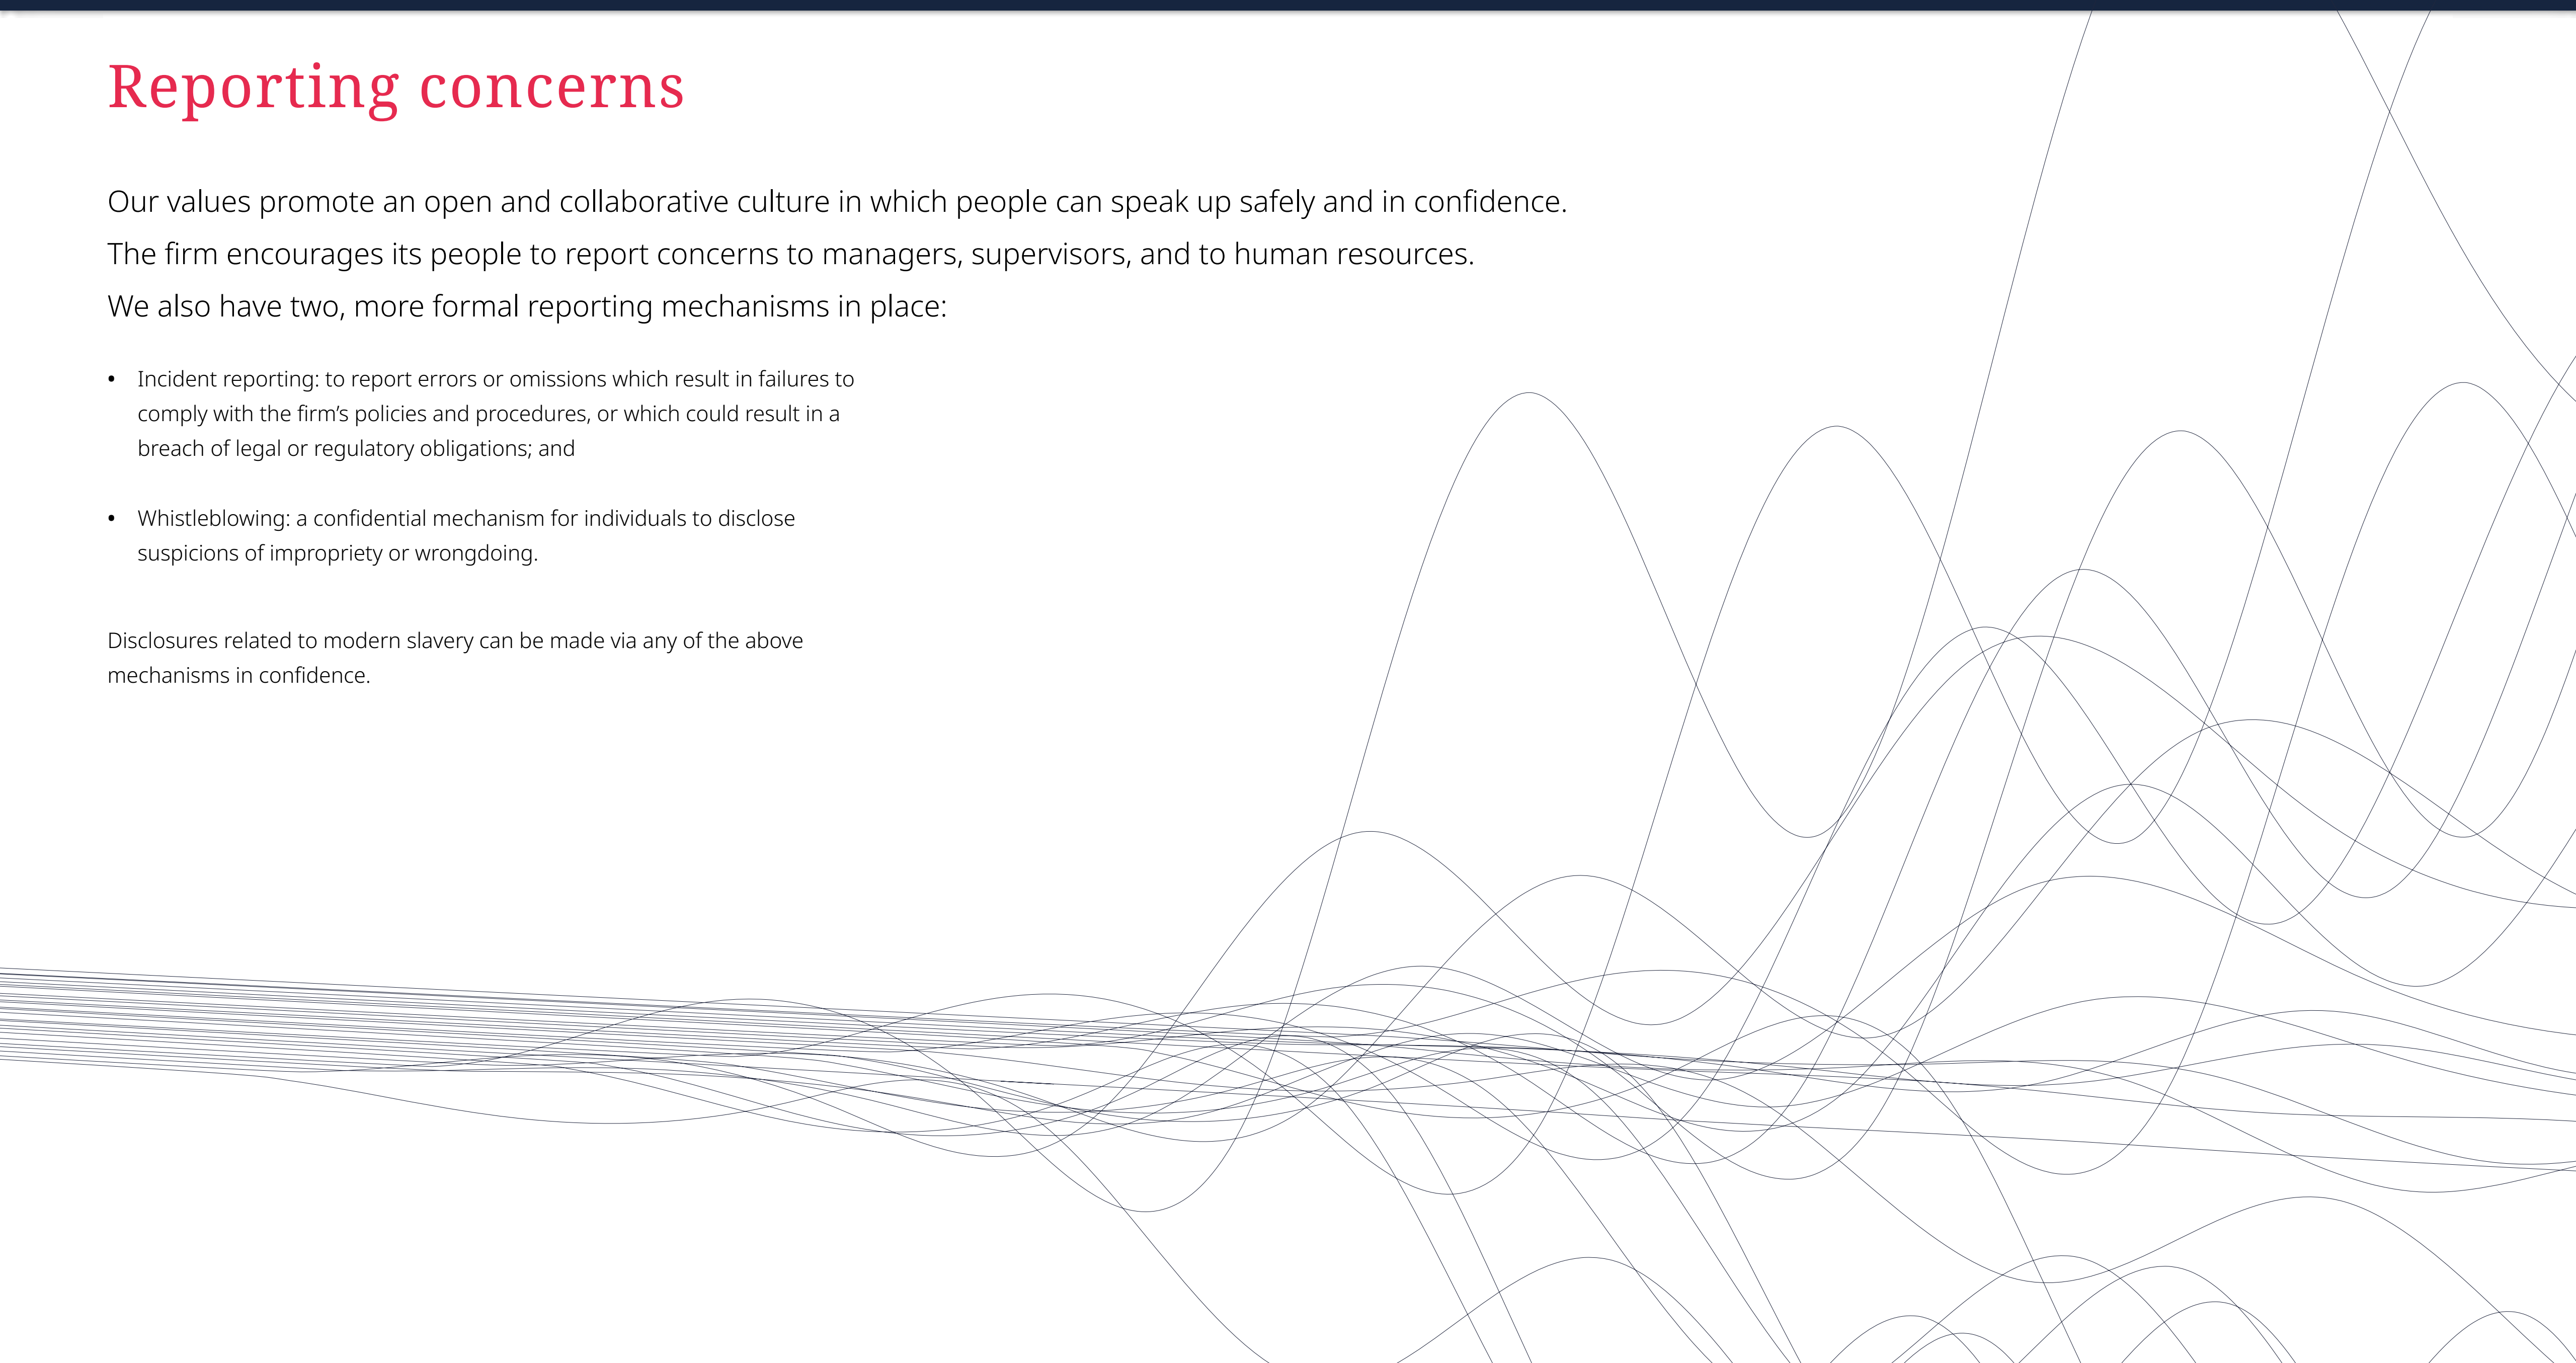 Reporting concerns
Our values promote an open and collaborative culture in which people can speak up safely and in confidence.
The firm encourages its people to report concerns to managers, supervisors, and to human resources.
We also have two, more formal reporting mechanisms in place:
• Incident reporting: to report errors or omissions which result in failures to
comply with the firm’s policies and procedures, or which could result in a
breach of legal or regulatory obligations; and
• Whistleblowing: a confidential mechanism for individuals to disclose
suspicions of impropriety or wrongdoing.
Disclosures related to modern slavery can be made via any of the above
mechanisms in confidence.